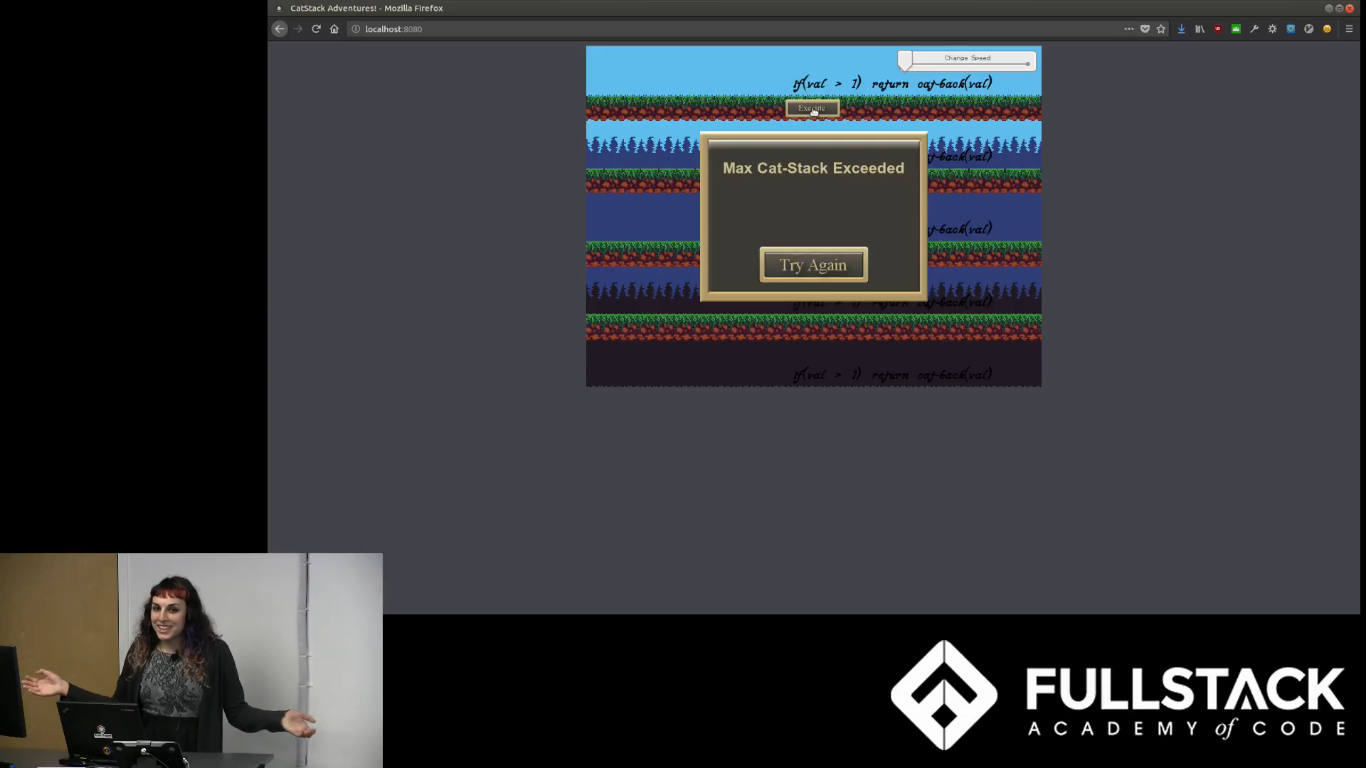 CatStack Adventures! - Mozilla Firefox
localhost:8080
Change Speed
if(val > 1) return cat-back(val)
Execute
cat-back(val)
Max Cat-Stack Exceeded
cat-back(val)
Try Again
if(val > 1) return cat-back(val)
if(val > 1) return cat-back(val)
FULLSTACK
ACADEMY of CODE